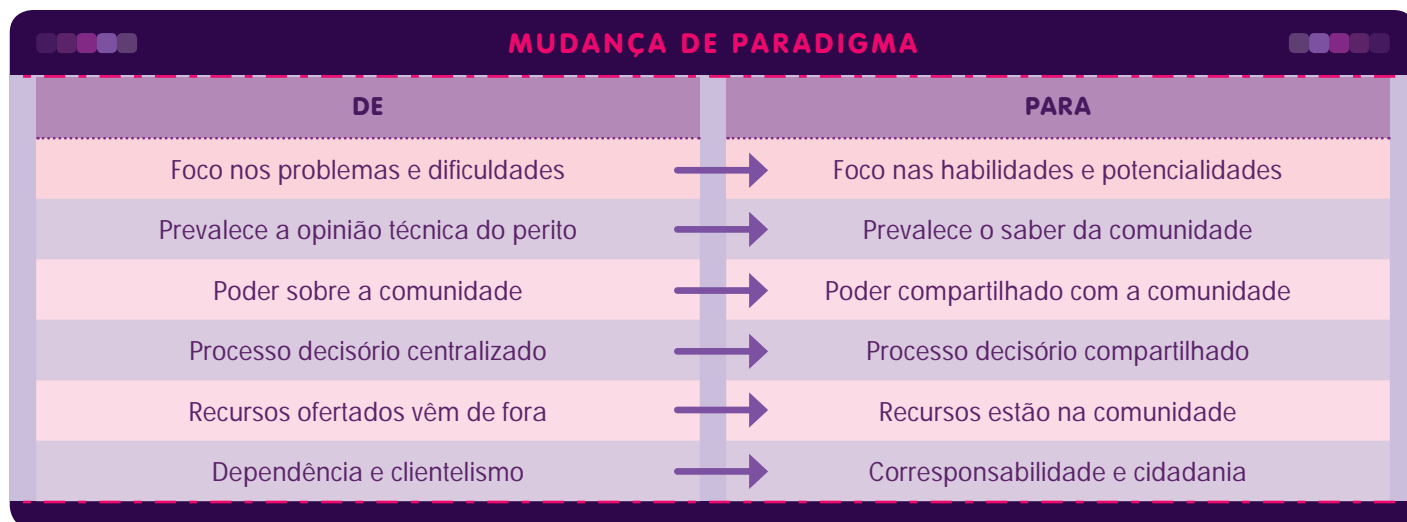 MUDANÇA DE PARADIGMA
DE
PARA
Foco nos problemas e dificuldades
Foco nas habilidades e potencialidades
Prevalece a opinião técnica do perito
Prevalece o saber da comunidade
Poder sobre a comunidade
Poder compartilhado com a comunidade
Processo decisório centralizado
Processo decisório compartilhado
Recursos ofertados vêm de fora
Recursos estão na comunidade
Dependência e clientelismo
Corresponsabilidade e cidadania